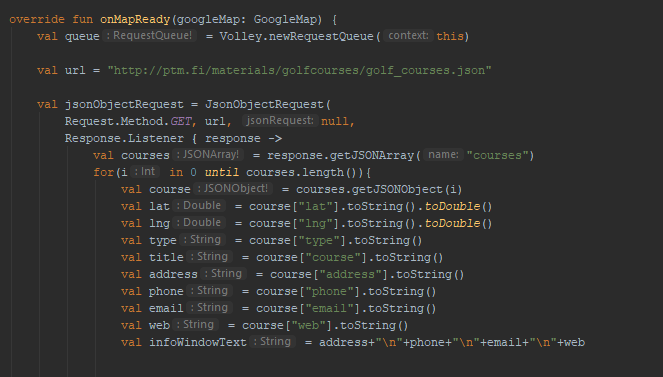 override fun onMapReady(googleMap: GoogleMap) {
val queue : RequestQueue! = Volley.newRequestQueue( context: this)
val url = "http://ptm.fi/materials/golfcourses/golf_courses.json"
val jsonObjectRequest = JsonObjectRequest(
Request.Method.GET, url, jsonRequest: null,
Response.Listener { response ->
val courses : JSONArray! = response.getJSONArray( name: "courses")
for(i : Int in 0 until courses.length()){
val course : JSONObject! = courses.getJSONObject(i)
val lat : Double = course["lat"].toString().toDouble()
val lng : Double = course["lng"].toString().toDouble()
val type : String = course["type"].toString()
val title : String = course["course"].toString()
val address : String = course["address"].toString()
val phone : String = course["phone"].toString()
val email : String = course["email"].toString()
val web : String = course["web"].toString()
val infoWindowText : String = address+"\n"+phone+"\n"+email+"\n"+web